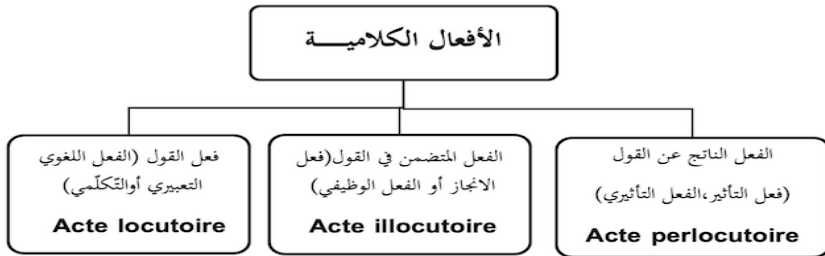 الأفعال الكلاميـــــة
الفعل الناتج عن القول
(فعل التأثير،الفعل التأثيري)
Acte perlocutoire
الفعل المتضمن في القول(فعل
الانجاز أو الفعل الوظيفي)
Acte illocutoire
فعل القول (الفعل اللغوي
التعبيري أوالتّكلّمي)
Acte locutoire